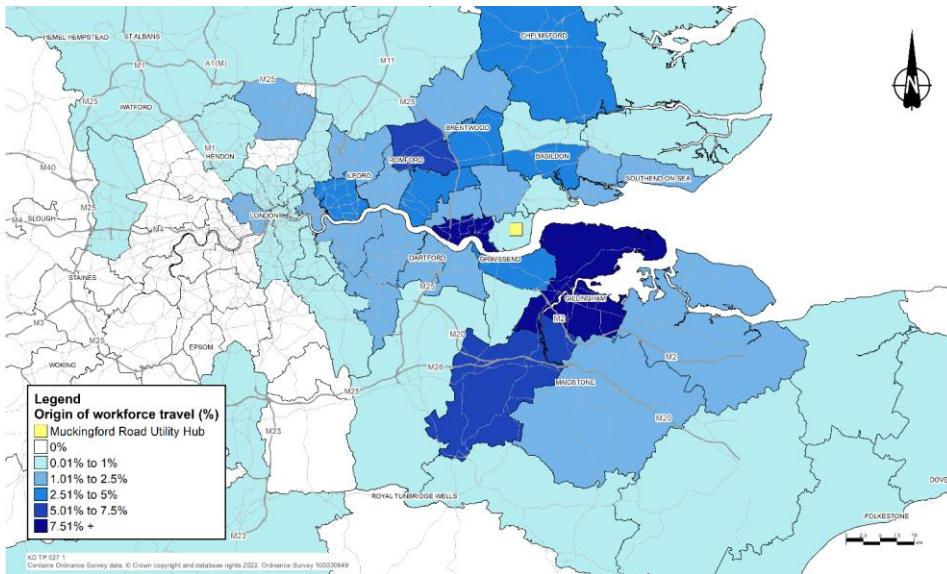 HEMEL HEMPSTEAD
ST ALBANS
CHELMSFORD
A1(M)
M11
M1
M25
M25
M25
WATFORD
BRENTWOOD
M1
HENDON
ROMFORD
M40
ILFORD
BASILDON
SOUTHEND-ON-SEA
M25
LONDON
SLOUGH
M4
M4
DARTFORD
GRAVESEND
STAINES
M25
GILLINGHAM
M2
M3
M20
M2
EPSOM
M25
M26
WOKING
M25
MAIDSTONE
M20
M23
ROYAL TUNBRIDGE WELLS
DOV
FOLKESTONE
M23
Legend
Origin of workforce travel (%)
Muckingford Road Utility Hub
0%
0.01% to 1%
1.01% to 2.5%
2.51% to 5%
5.01% to 7.5%
7.51% +
KD TP 027 1
Contains Ordnance Survey data. © Crown copyright and database rights 2022. Ordnance Survey 100030649